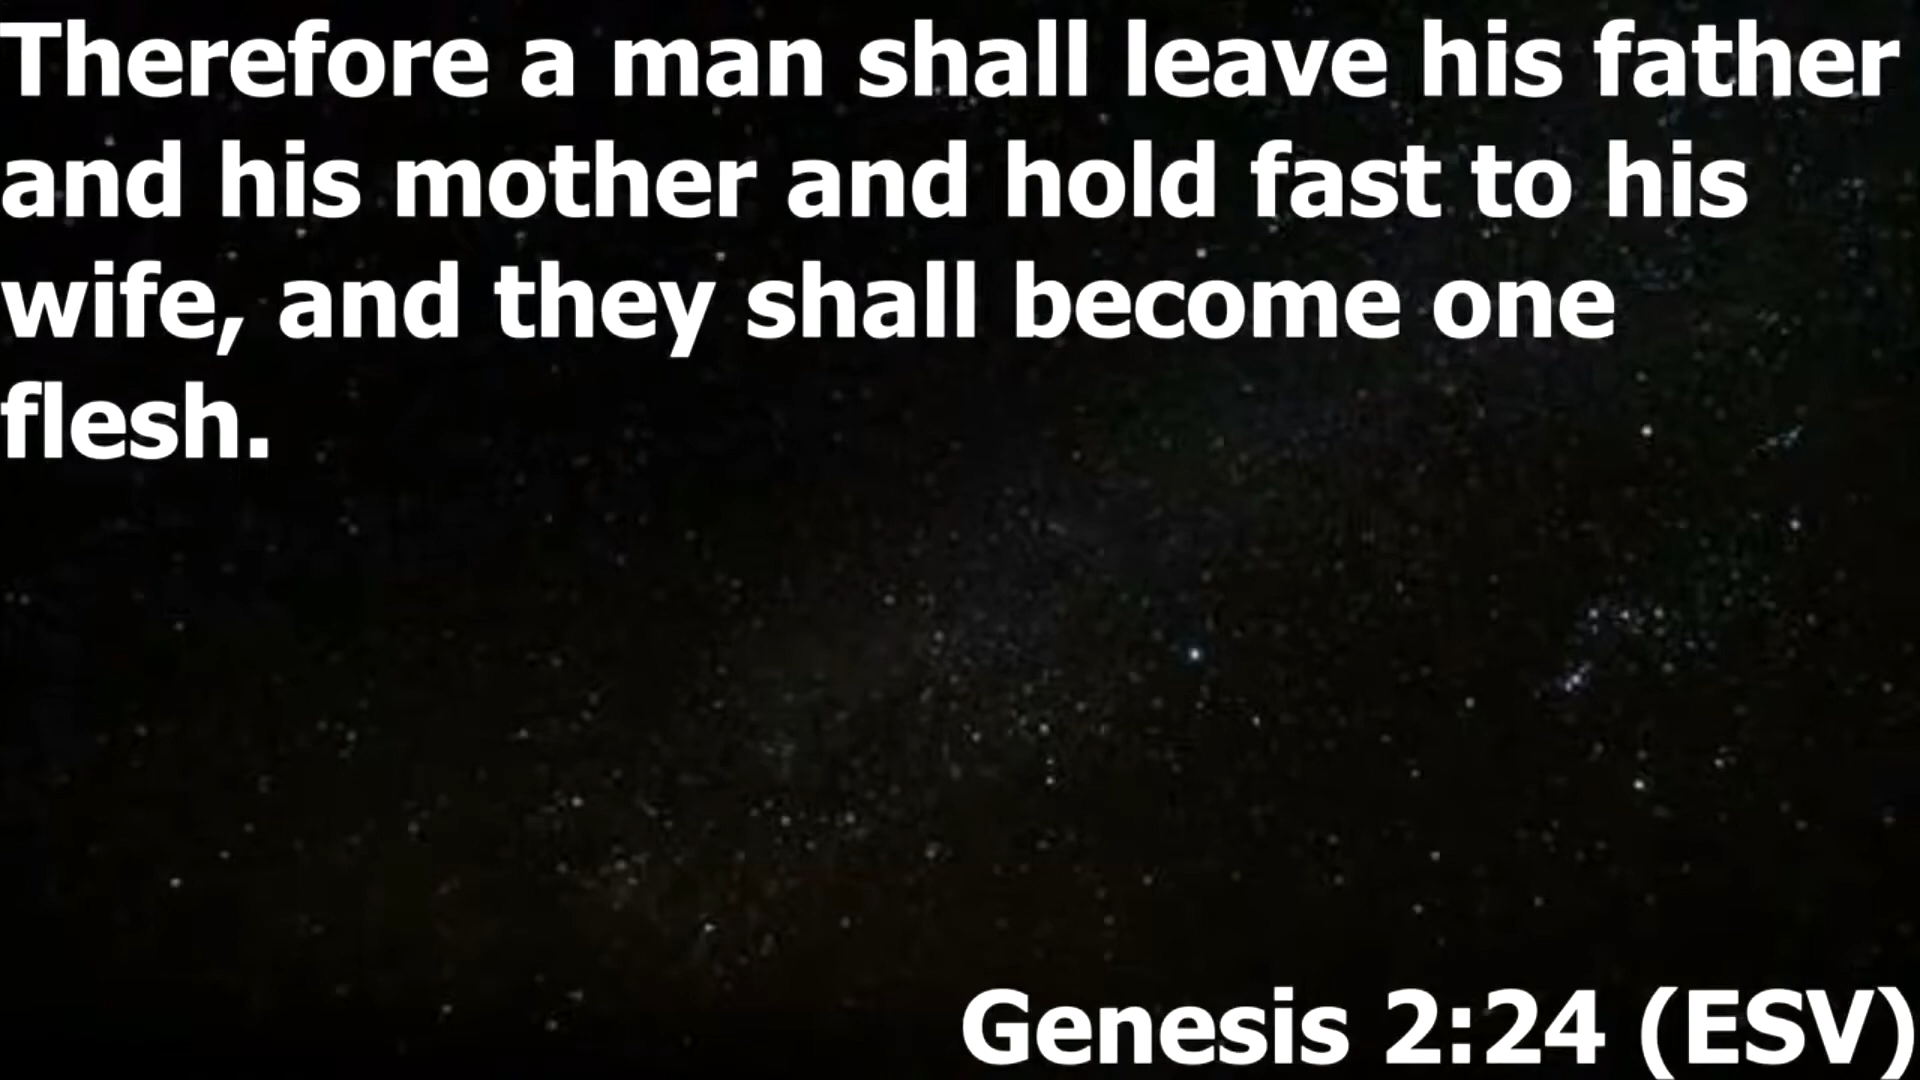 Therefore a man shall leave his father
and his mother and hold fast to his
wife, and they shall become one
flesh.
Genesis 2:24 (ESV)